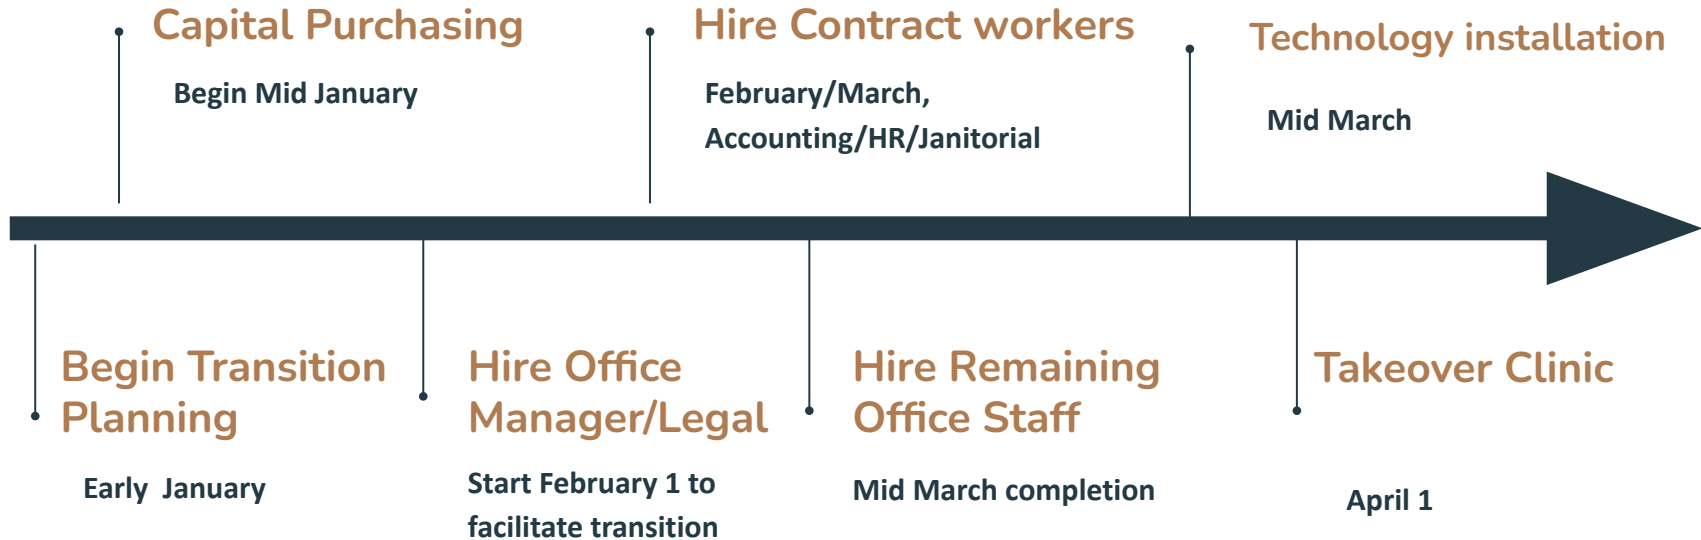 Capital Purchasing
Begin Mid January
Hire Contract workers
February/March,
Accounting/HR/Janitorial
Technology installation
Mid March
Begin Transition
Planning
Early  January
Hire Office
Manager/Legal
Start February 1 to
facilitate transition
Hire Remaining
Office Staff
Mid March completion
Takeover Clinic
April 1